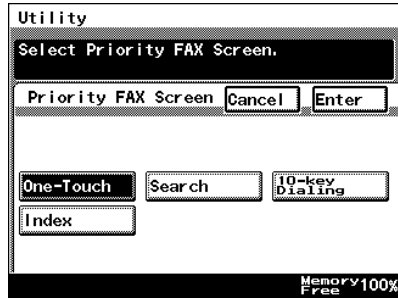 Utility
Select Priority FAX Screen.
Priority FAX Screen Cancel Enter
One-Touch Search 10-key Dialing
Index
Memory Free 100%